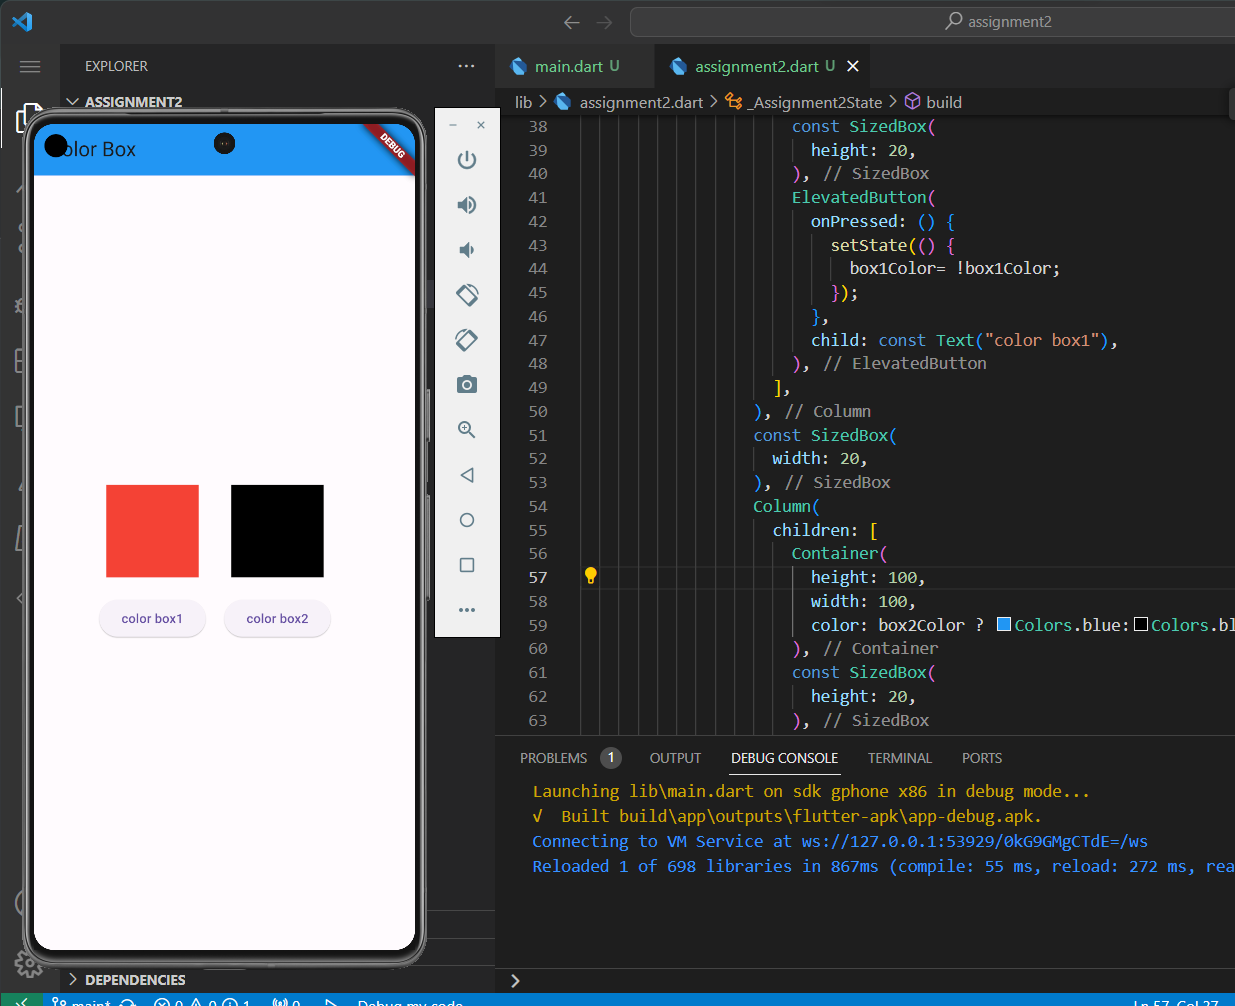 assignment2
EXPLORER
ASSIGNMENT2
main.dart U
assignment2.dart U
lib > assignment2.dart > _Assignment2State > build
olor Box
DEBUG
color box1
color box2
38 const SizedBox(
39 height: 20,
40 ), // SizedBox
41 ElevatedButton(
42 onPressed: () {
43 setState(() {
44 box1Color= !box1Color;
45 });
46 },
47 child: const Text("color box1"),
48 ), // ElevatedButton
49 ],
50 ), // Column
51 const SizedBox(
52 width: 20,
53 ), // SizedBox
54 Column(
55 children: [
56 Container(
57 height: 100,
58 width: 100,
59 color: box2Color ? Colors.blue: Colors.bl
60 ), // Container
61 const SizedBox(
62 height: 20,
63 ), // SizedBox
PROBLEMS 1 OUTPUT DEBUG CONSOLE TERMINAL PORTS
Launching lib\main.dart on sdk gphone x86 in debug mode...
√ Built build\app\outputs\flutter-apk\app-debug.apk.
Connecting to VM Service at ws://127.0.0.1:53929/0kG9GMgCTdE=/ws
Reloaded 1 of 698 libraries in 867ms (compile: 55 ms, reload: 272 ms, rea
DEPENDENCIES
main* 0 0 1 0 Debug my code Ln 57, Col 27